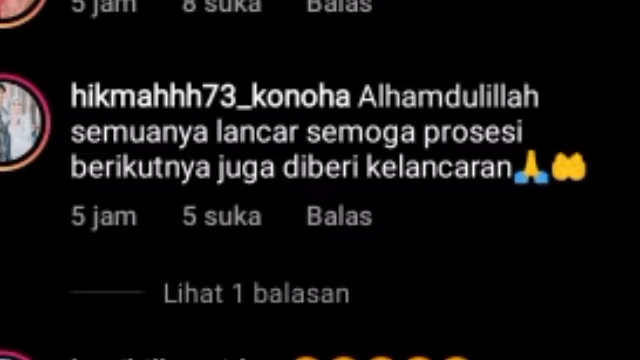 5 jam 8 suka Balas
hikmahhh73_konoha Alhamdulillah
semuanya lancar semoga prosesi
berikutnya juga diberi kelancaran🙏🤲
5 jam 5 suka Balas
Lihat 1 balasan